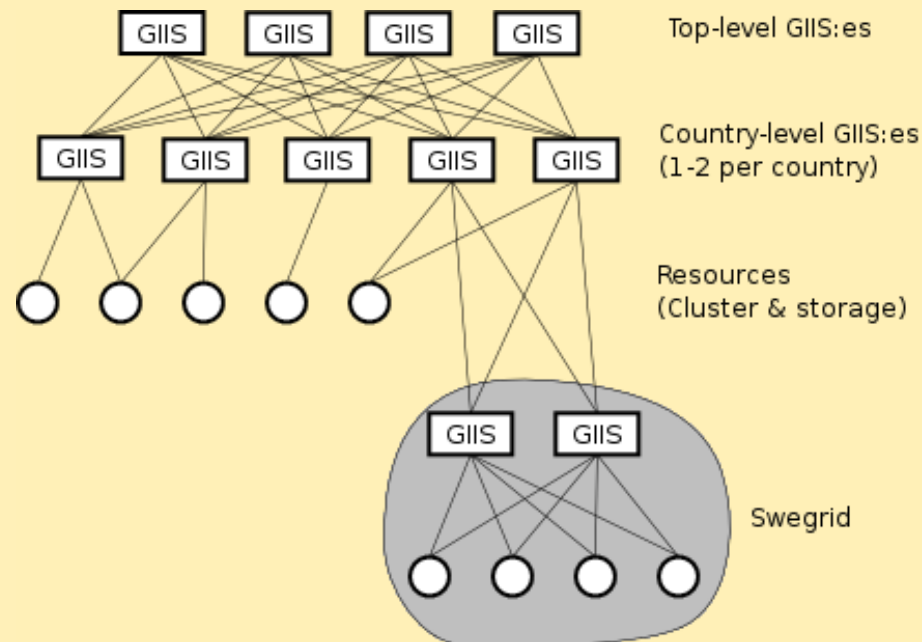 GIIS GIIS GIIS GIIS Top-level GIIS:es
GIIS GIIS GIIS GIIS GIIS Country-level GIIS:es
(1-2 per country)
Resources
(Cluster & storage)
GIIS GIIS
Swegrid